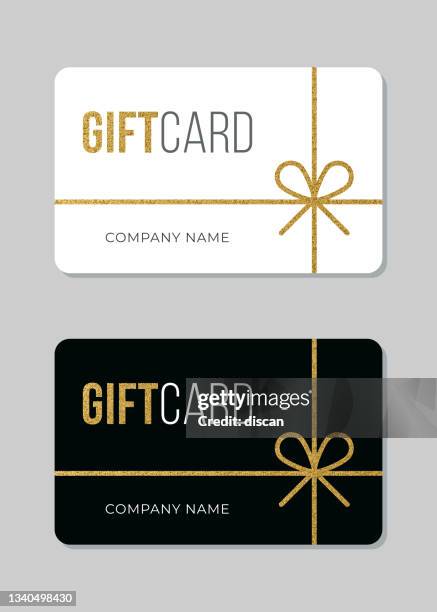 GIFTCARD
COMPANY NAME
GIFTCARD
gettyimages
credit: discan
COMPANY NAME
1340498430